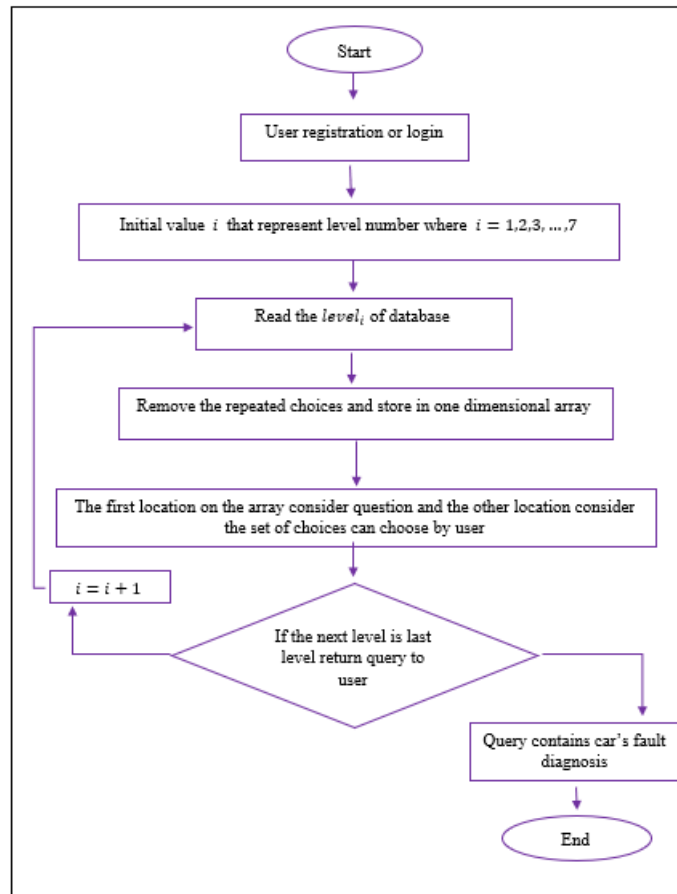 Start
User registration or login
Initial value i that represent level number where i = 1,2,3, ...,7
Read the level_i of database
Remove the repeated choices and store in one dimensional array
The first location on the array consider question and the other location consider
the set of choices can choose by user
i = i + 1
If the next level is last
level return query to
user
Query contains car's fault
diagnosis
End